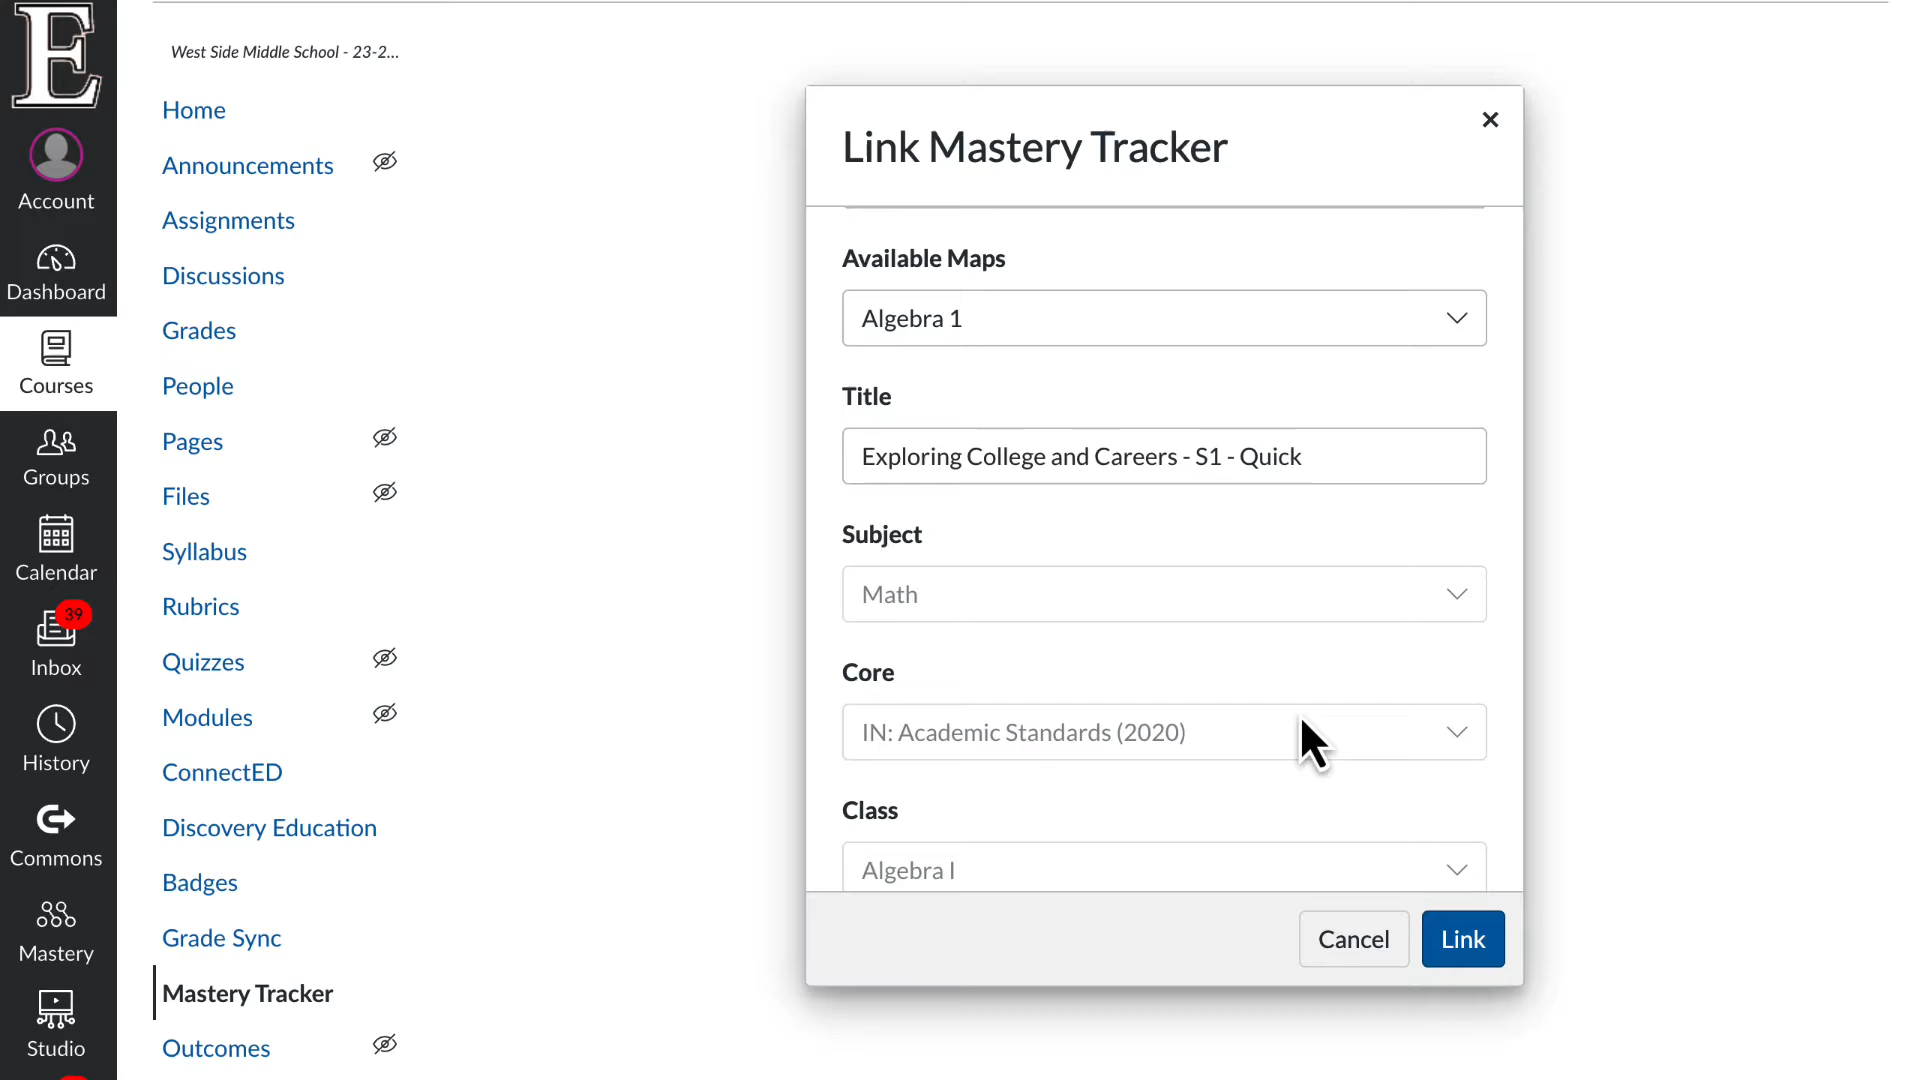 E
Account
Dashboard
Courses
Groups
Calendar
39
Inbox
History
Commons
Mastery
Studio
West Side Middle School - 23-2...
Home
Announcements
Assignments
Discussions
Grades
People
Pages
Files
Syllabus
Rubrics
Quizzes
Modules
ConnectED
Discovery Education
Badges
Grade Sync
Mastery Tracker
Outcomes
Link Mastery Tracker
Available Maps
Algebra 1
Title
Exploring College and Careers - S1 - Quick
Subject
Math
Core
IN: Academic Standards (2020)
Class
Algebra I
Cancel
Link